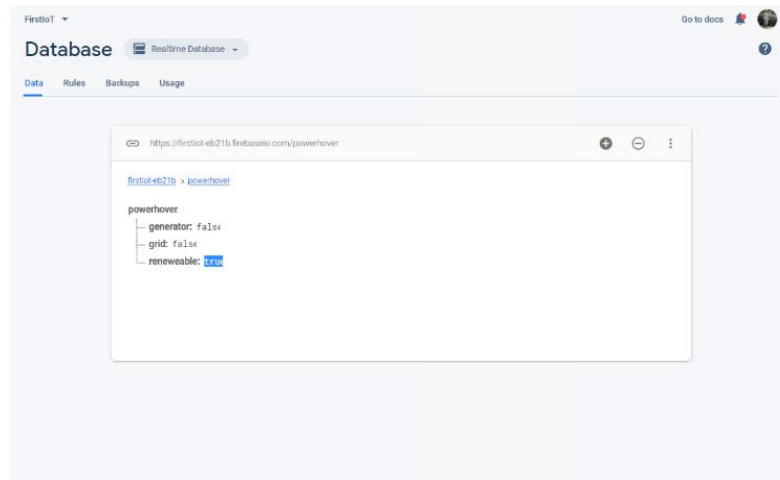 FirstIoT
Go to docs
Database
Realtime Database
Data Rules Backups Usage
https://firstiot-eb21b.firebaseio.com/powerhover
firstiot-eb21b > powerhover
powerhover
generator: false
grid: false
reneweable: true